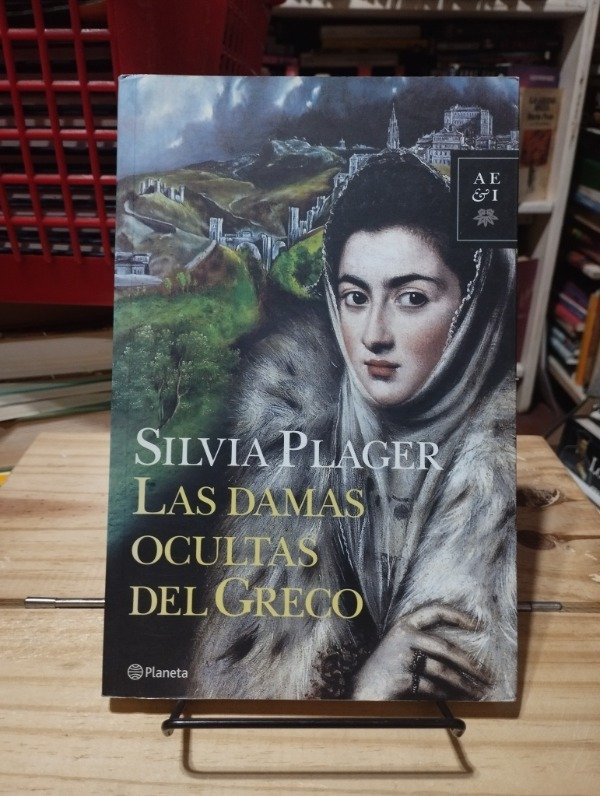 AE
& I
SILVIA PLAGER
LAS DAMAS
OCULTAS
DEL GRECO
Planeta